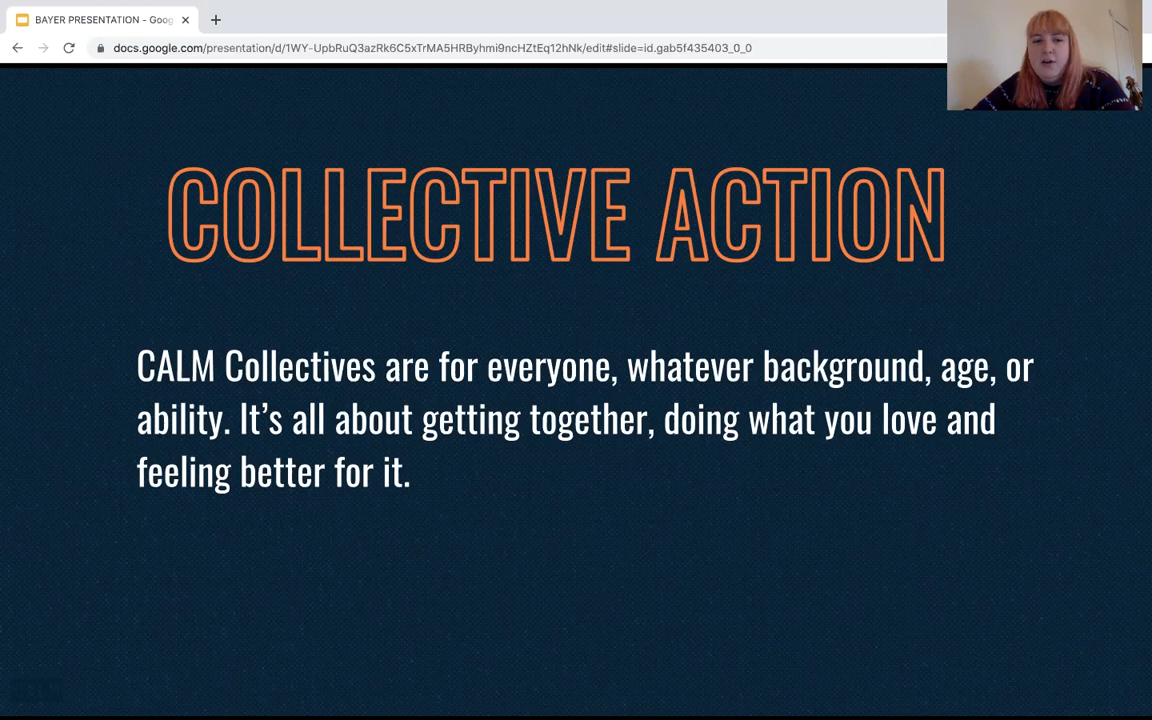 BAYER PRESENTATION - Goog
docs.google.com/presentation/d/1WY-UpbRuQ3azRk6C5xTrMA5HRByhmi9ncHZtEq12hNk/edit#slide=id.gab5f435403_0_0
COLLECTIVE ACTION
CALM Collectives are for everyone, whatever background, age, or
ability. It’s all about getting together, doing what you love and
feeling better for it.